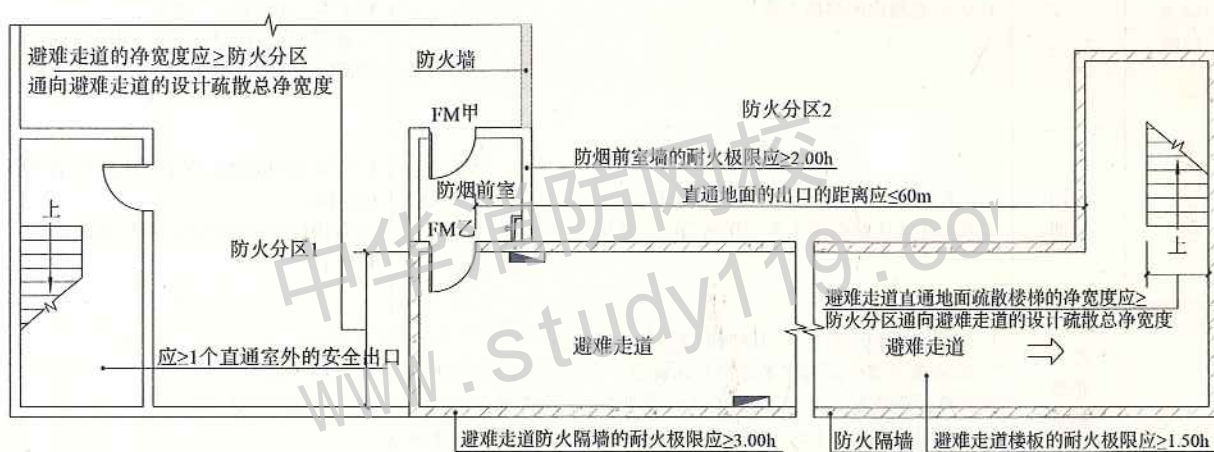 避难走道的净宽度应≥防火分区
通向避难走道的设计疏散总净宽度
防火墙
FM甲
防火分区2
防烟前室墙的耐火极限应≥2.00h
防烟前室
直通地面的出口的距离应≤60m
上
FM乙
防火分区1
上
避难走道直通地面疏散楼梯的净宽度应≥
防火分区通向避难走道的设计疏散总净宽度
应≥1个直通室外的安全出口
避难走道
避难走道
避难走道防火隔墙的耐火极限应≥3.00h
防火隔墙
避难走道楼板的耐火极限应≥1.50h
中华消防网校
www.study119.com